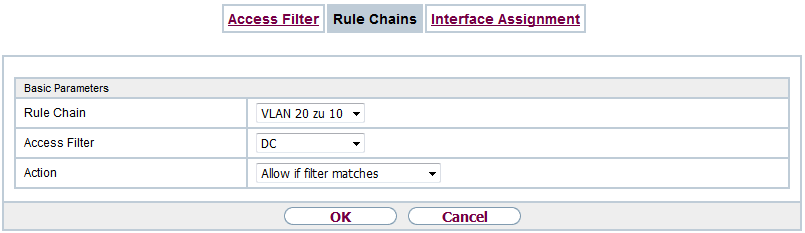 Access Filter Rule Chains Interface Assignment
Basic Parameters
Rule Chain VLAN 20 zu 10
Access Filter DC
Action Allow if filter matches
OK Cancel